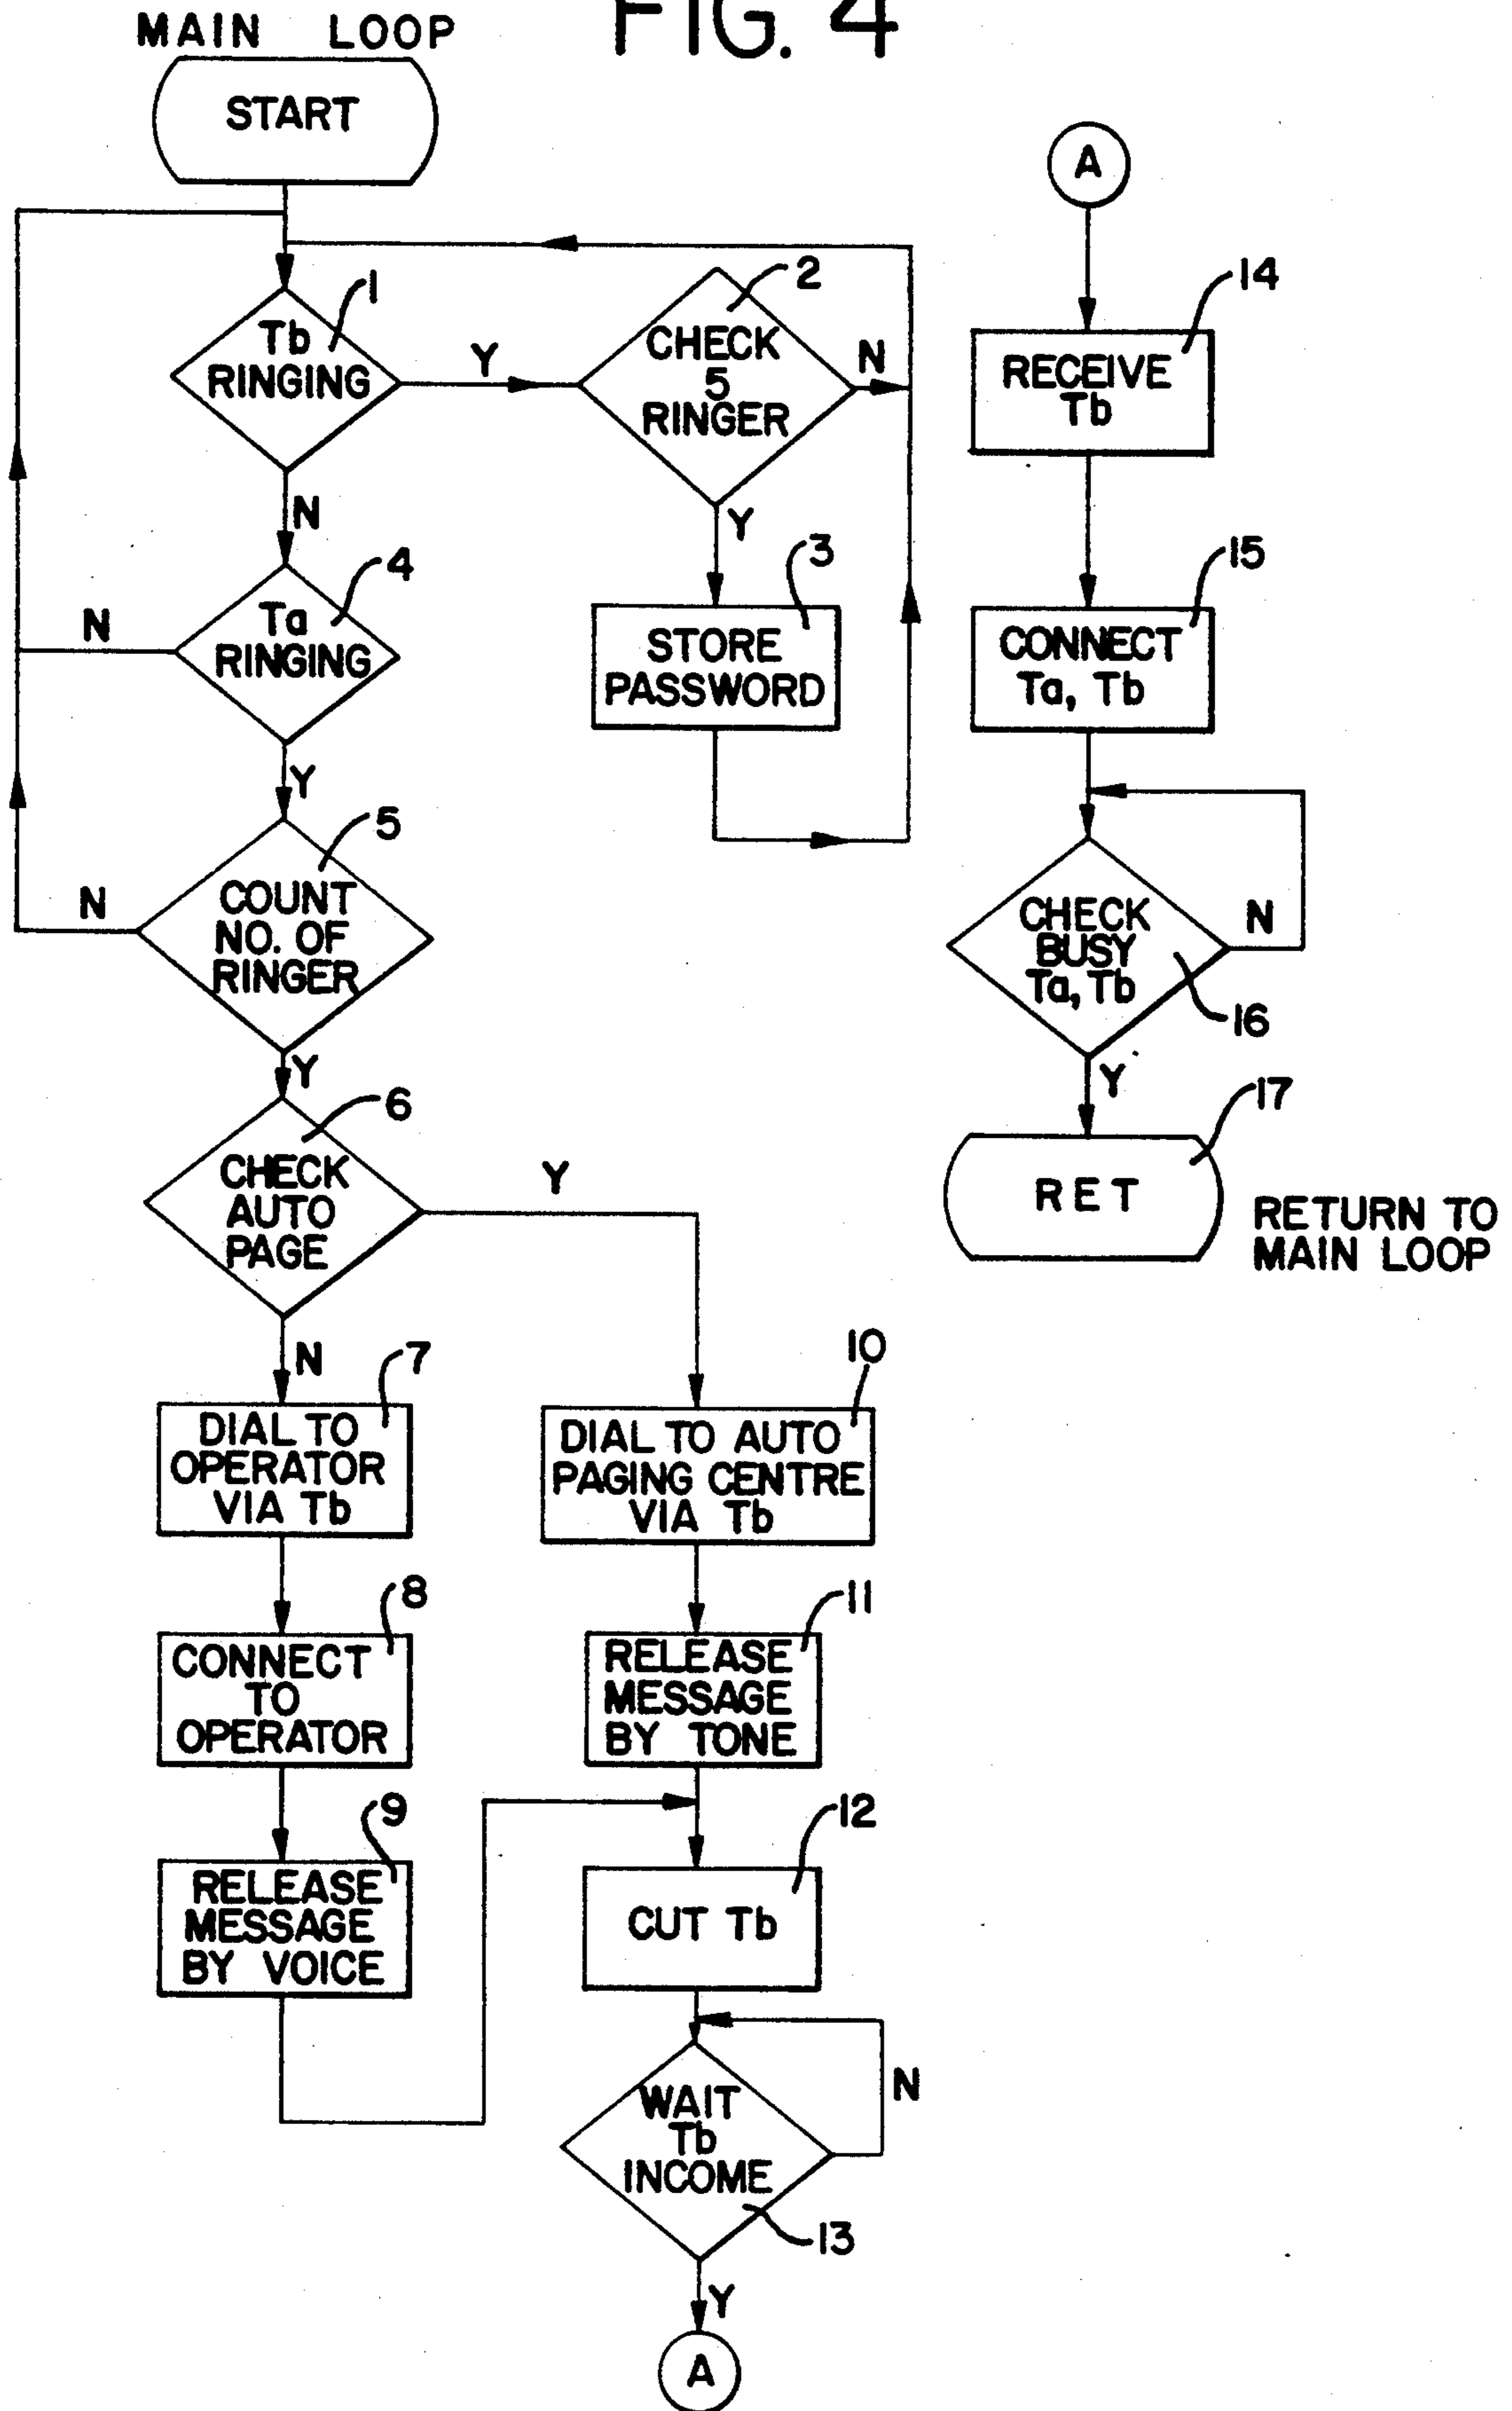 FIG. 4
MAIN LOOP
START
1
Tb
RINGING
Y
N
2
CHECK
5
RINGER
N
Y
3
STORE
PASSWORD
4
Ta
RINGING
N
Y
5
COUNT
NO. OF
RINGER
N
Y
6
CHECK
AUTO
PAGE
Y
N
7
DIAL TO
OPERATOR
VIA Tb
8
CONNECT
TO
OPERATOR
9
RELEASE
MESSAGE
BY VOICE
10
DIAL TO AUTO
PAGING CENTRE
VIA Tb
11
RELEASE
MESSAGE
BY TONE
12
CUT Tb
WAIT
Tb
INCOME
N
13
Y
A
A
14
RECEIVE
Tb
15
CONNECT
Ta, Tb
CHECK
BUSY
Ta, Tb
N
16
Y
17
RET
RETURN TO
MAIN LOOP